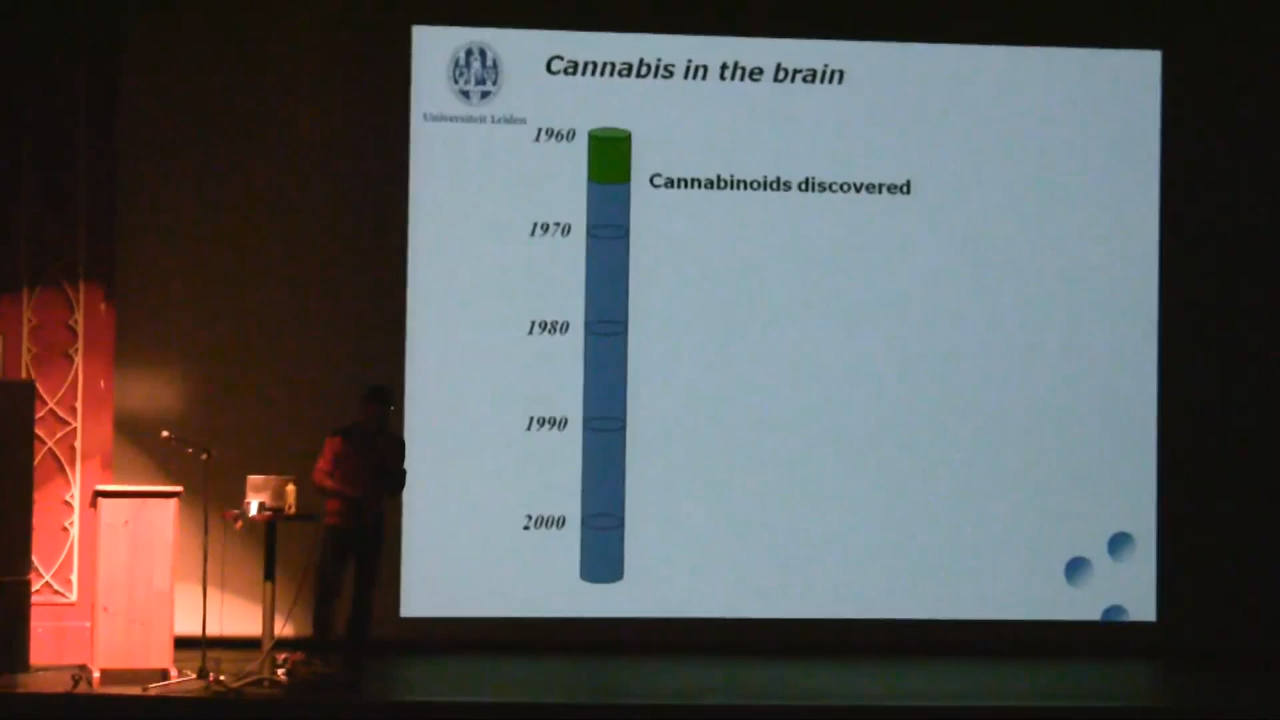 Cannabis in the brain
Universiteit Leiden
1960
Cannabinoids discovered
1970
1980
1990
2000